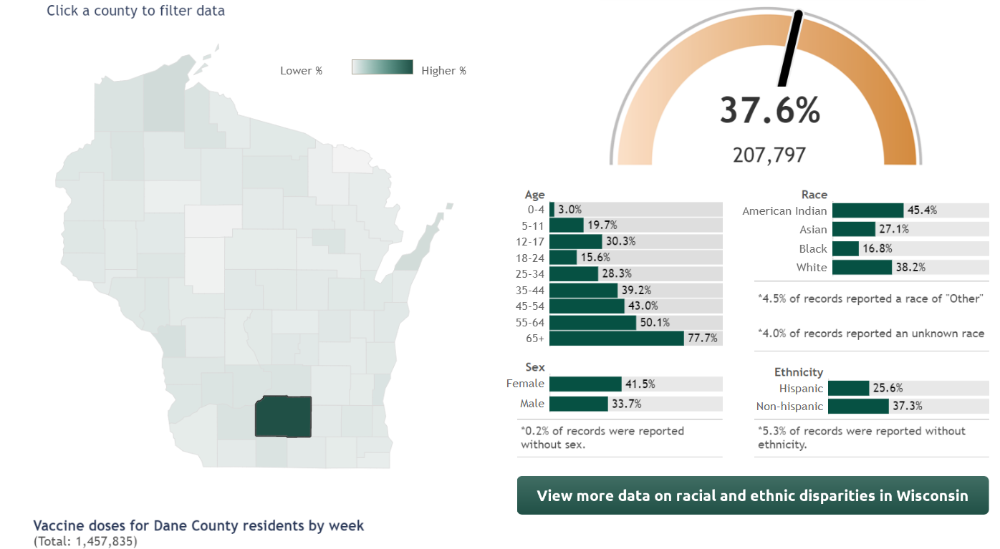 Click a county to filter data
Lower %
Higher %
37.6%
207,797
Age
0-4 3.0%
5-11 19.7%
12-17 30.3%
18-24 15.6%
25-34 28.3%
35-44 39.2%
45-54 43.0%
55-64 50.1%
65+ 77.7%
Sex
Female 41.5%
Male 33.7%
*0.2% of records were reported
without sex.
Race
American Indian 45.4%
Asian 27.1%
Black 16.8%
White 38.2%
*4.5% of records reported a race of "Other"
*4.0% of records reported an unknown race
Ethnicity
Hispanic 25.6%
Non-hispanic 37.3%
*5.3% of records were reported without
ethnicity.
View more data on racial and ethnic disparities in Wisconsin
Vaccine doses for Dane County residents by week
(Total: 1,457,835)